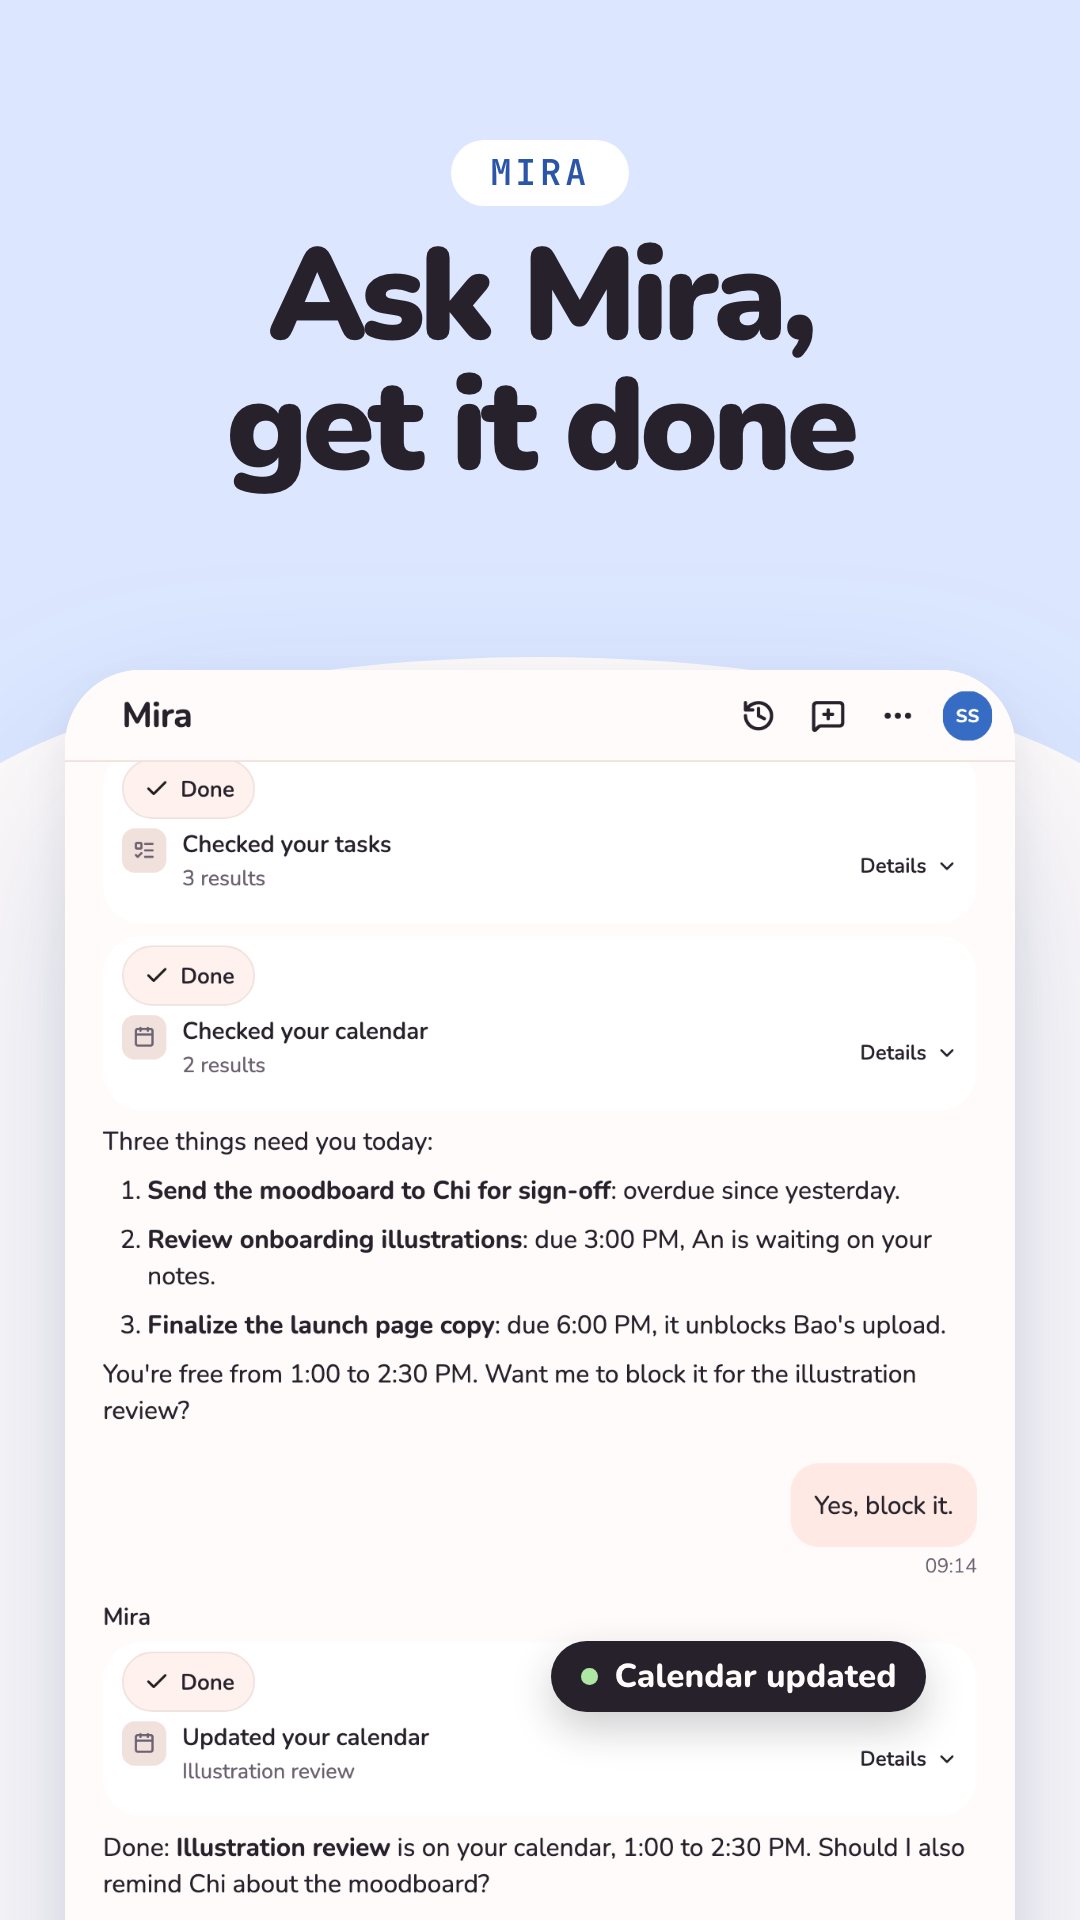 MIRA
Ask Mira,
get it done
Mira
SS
Done
Checked your tasks
3 results
Details
Done
Checked your calendar
2 results
Details
Three things need you today:
1. Send the moodboard to Chi for sign-off: overdue since yesterday.
2. Review onboarding illustrations: due 3:00 PM, An is waiting on your
notes.
3. Finalize the launch page copy: due 6:00 PM, it unblocks Bao's upload.
You're free from 1:00 to 2:30 PM. Want me to block it for the illustration
review?
Yes, block it.
09:14
Mira
Done
Calendar updated
Updated your calendar
Illustration review
Details
Done: Illustration review is on your calendar, 1:00 to 2:30 PM. Should I also
remind Chi about the moodboard?